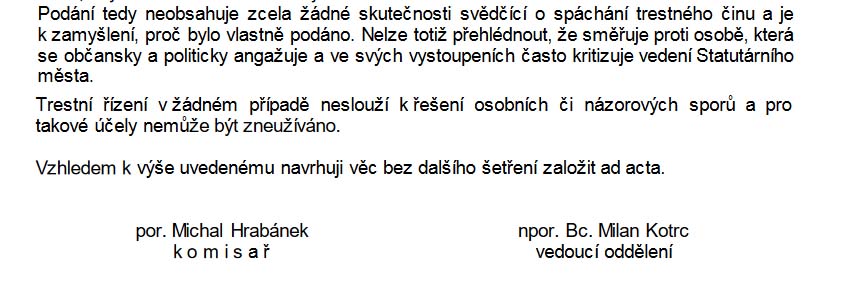 Podání tedy neobsahuje zcela žádné skutečnosti svědčící o spáchání trestného činu a je
k zamyšlení, proč bylo vlastně podáno. Nelze totiž přehlédnout, že směřuje proti osobě, která
se občansky a politicky angažuje a ve svých vystoupeních často kritizuje vedení Statutárního
města.
Trestní řízení v žádném případě neslouží k řešení osobních či názorových sporů a pro
takové účely nemůže být zneužíváno.
Vzhledem k výše uvedenému navrhuji věc bez dalšího šetření založit ad acta.
por. Michal Hrabánek npor. Bc. Milan Kotrc
k o m i s a ř vedoucí oddělení